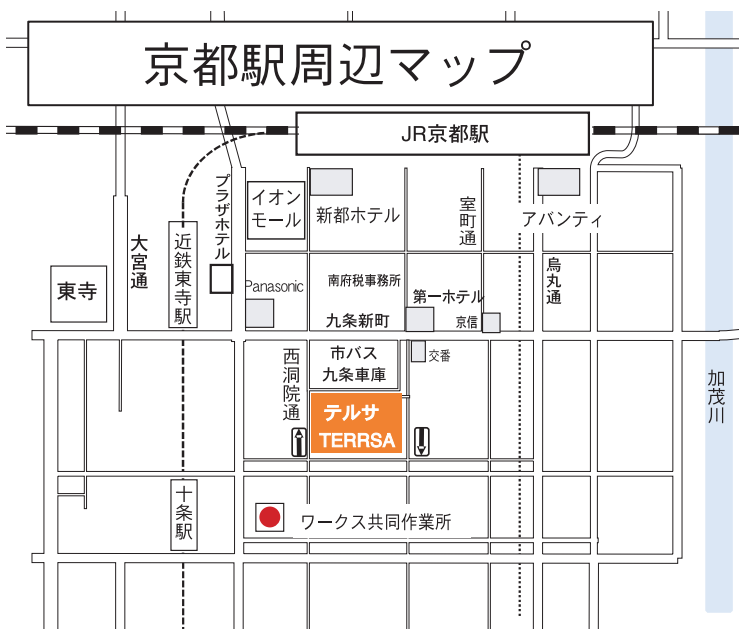 京都駅周辺マップ
JR京都駅
プラザホテル
イオン
モール
新都ホテル
室町通
アバンティ
大宮通
近鉄東寺駅
東寺
Panasonic
南府税事務所
第一ホテル
烏丸通
九条新町
京信
西洞院通
市バス
九条車庫
交番
加茂川
テルサ
TERRSA
十条駅
ワークス共同作業所